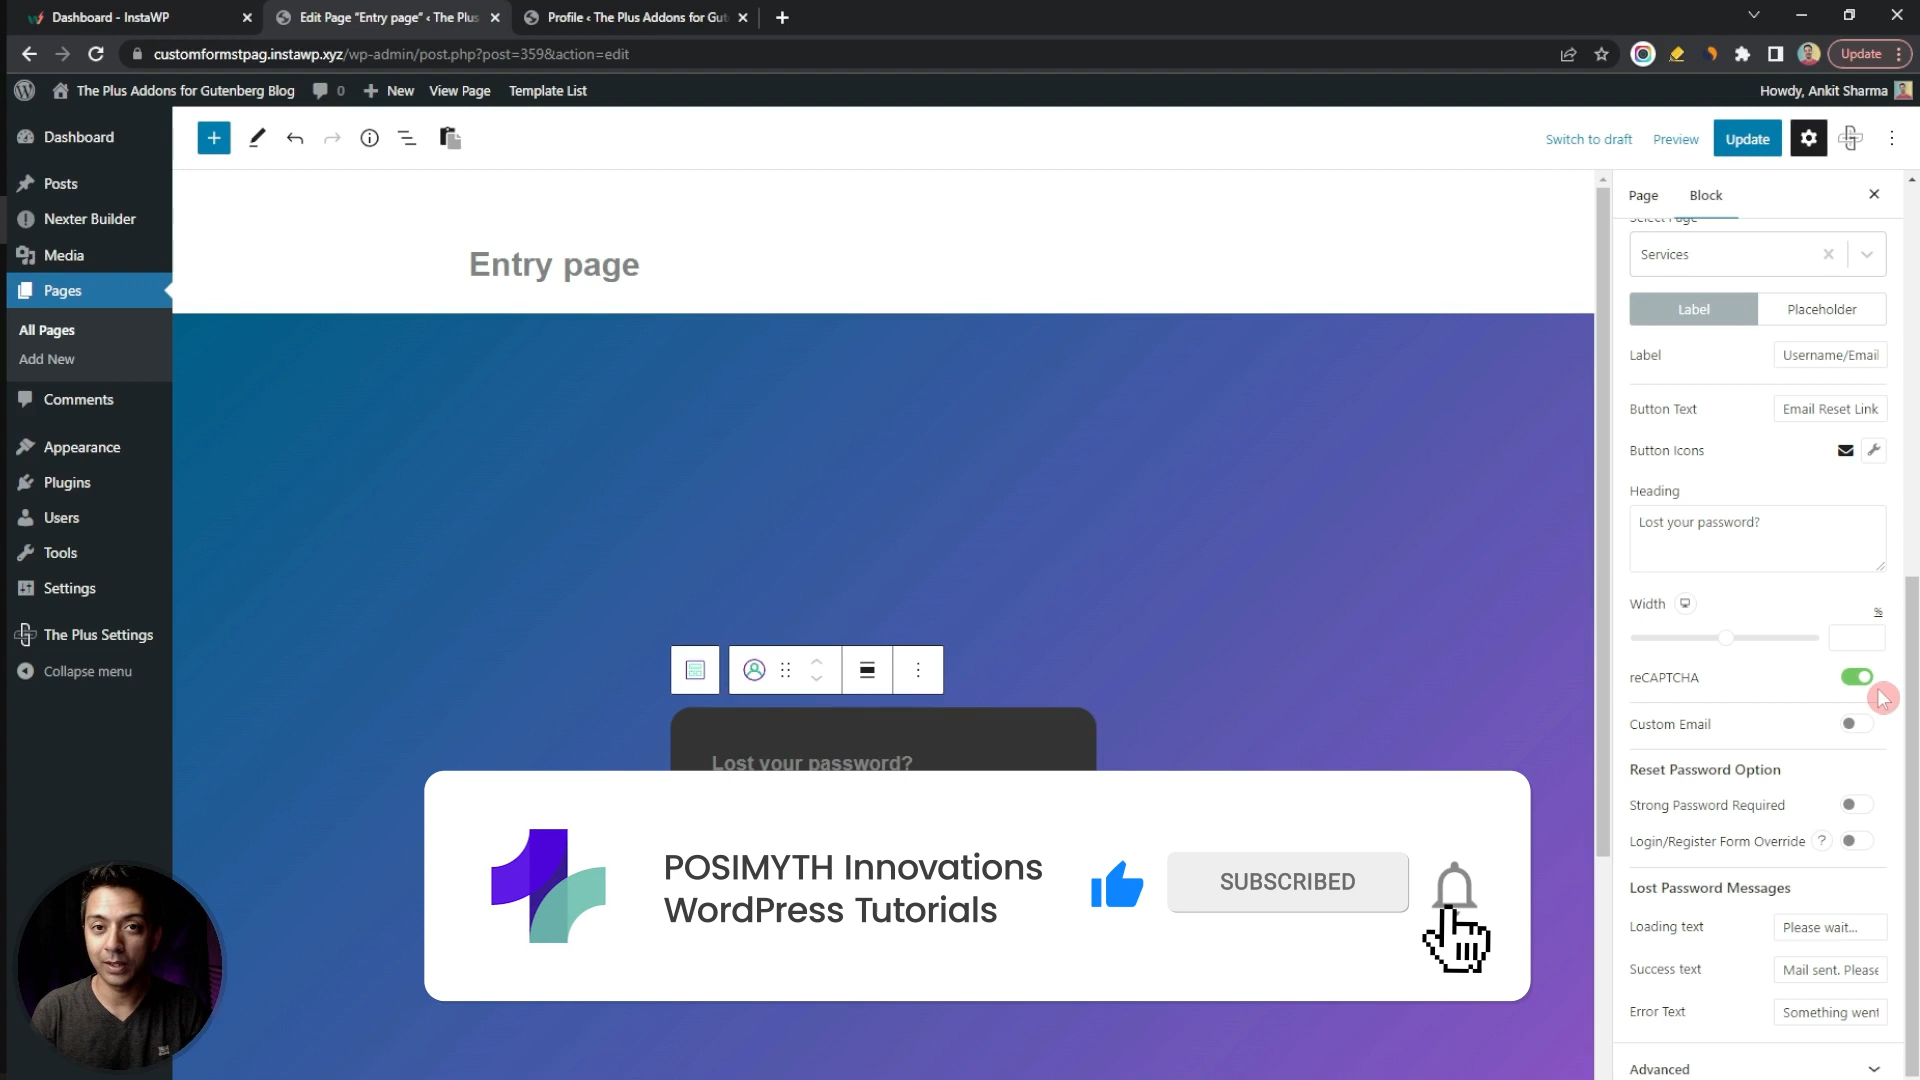 Dashboard - InstaWP
Edit Page "Entry page" ‹ The Plus
Profile ‹ The Plus Addons for Gut
customformstpag.instawp.xyz/wp-admin/post.php?post=359&action=edit
Update
The Plus Addons for Gutenberg Blog
0
New
View Page
Template List
Howdy, Ankit Sharma
Dashboard
Posts
Nexter Builder
Media
Pages
All Pages
Add New
Comments
Appearance
Plugins
Users
Tools
Settings
The Plus Settings
Collapse menu
Switch to draft
Preview
Update
Entry page
Lost your password?
POSIMYTH Innovations
WordPress Tutorials
SUBSCRIBED
Page
Block
Select Page
Services
Label
Placeholder
Label
Username/Email
Button Text
Email Reset Link
Button Icons
Heading
Lost your password?
Width
%
reCAPTCHA
Custom Email
Reset Password Option
Strong Password Required
Login/Register Form Override ?
Lost Password Messages
Loading text
Please wait...
Success text
Mail sent. Please
Error Text
Something went
Advanced